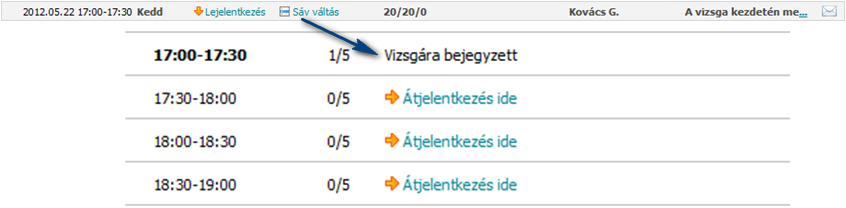 2012.05.22 17:00-17:30 Kedd Lejelentkezés Sáv váltás 20/20/0 Kovács G. A vizsga kezdetén me...
17:00-17:30 1/5 Vizsgára bejegyzett
17:30-18:00 0/5 Átjelentkezés ide
18:00-18:30 0/5 Átjelentkezés ide
18:30-19:00 0/5 Átjelentkezés ide